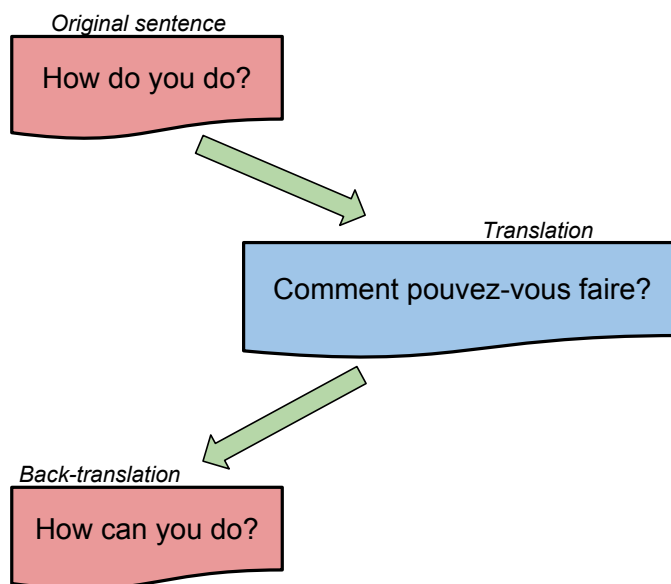 Original sentence
How do you do?
Translation
Comment pouvez-vous faire?
Back-translation
How can you do?